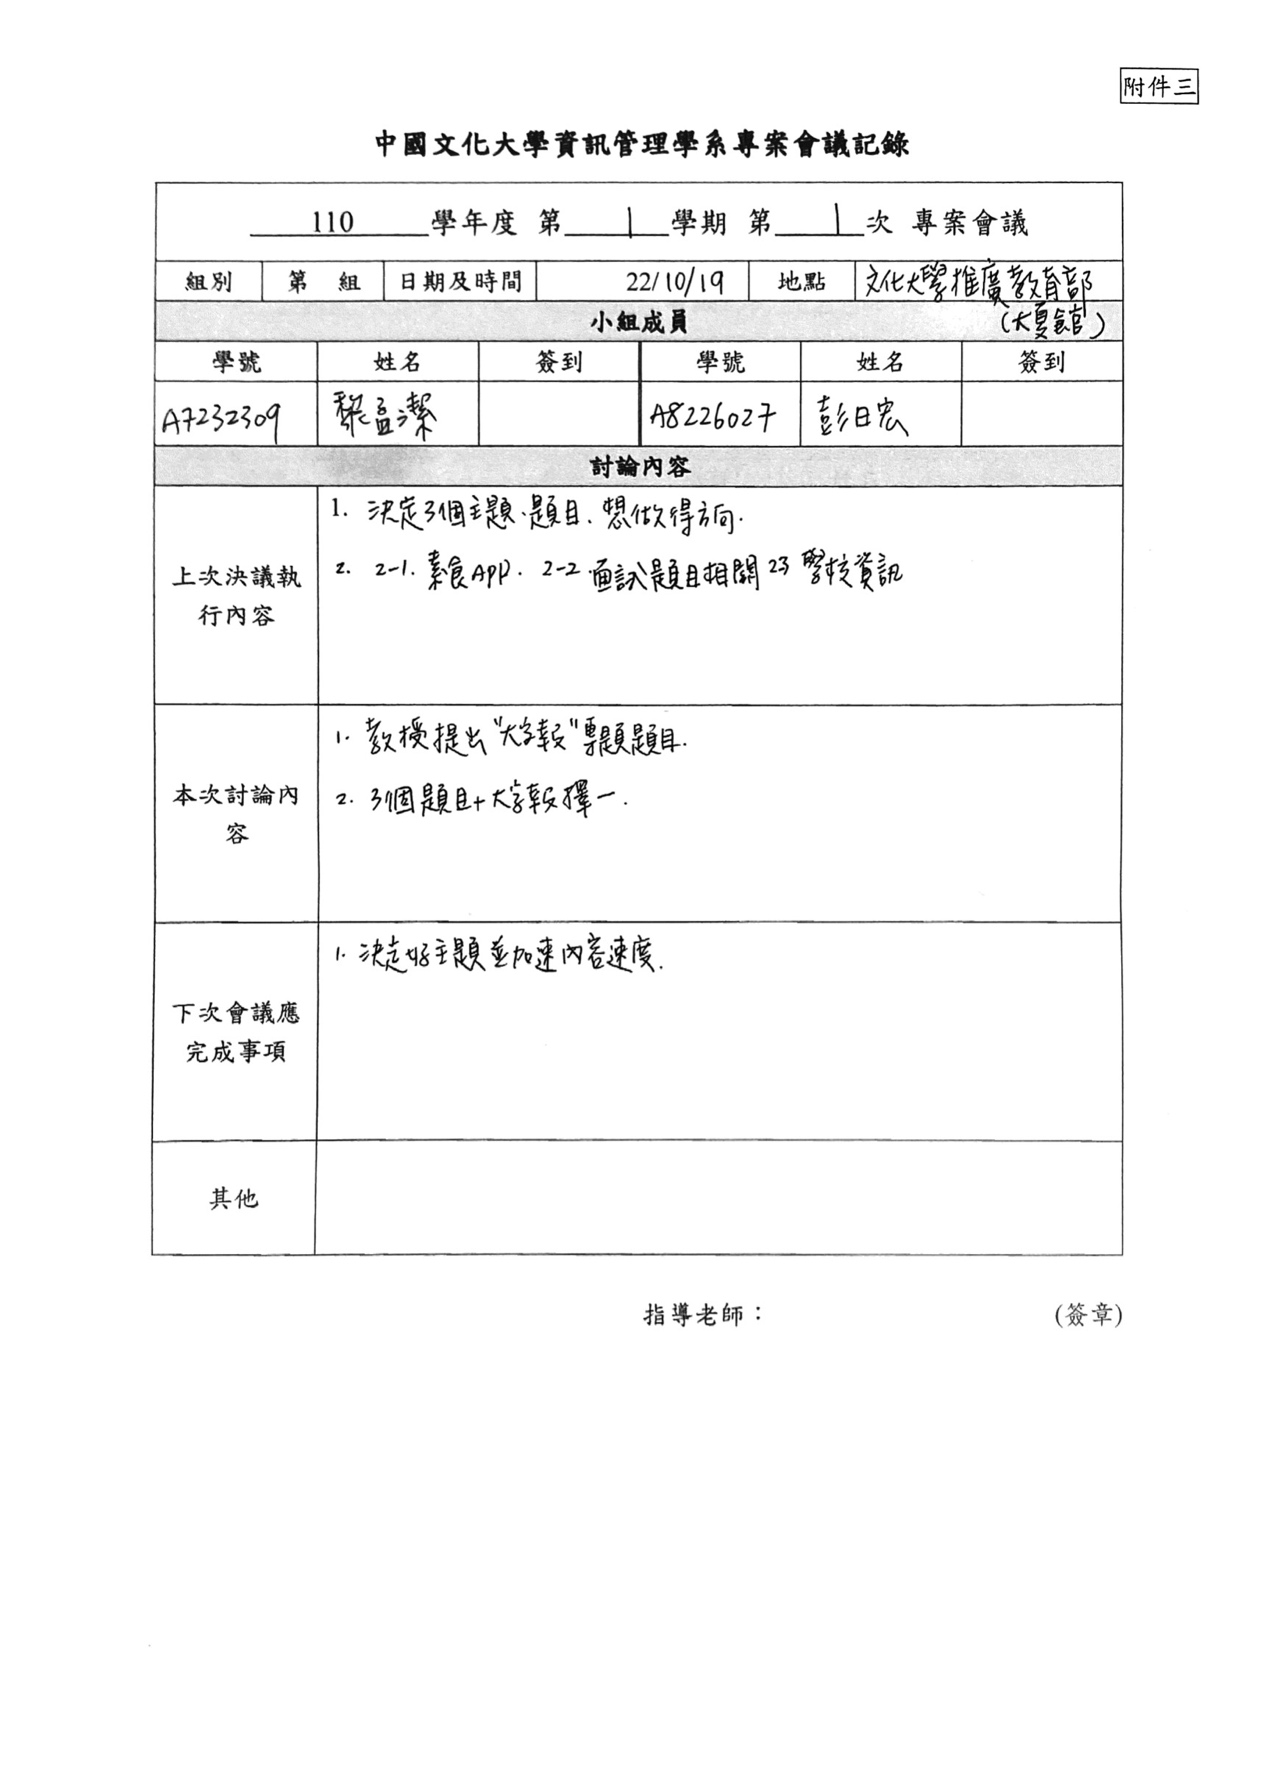 附件三
中國文化大學資訊管理學系專案會議記錄
110 學年度 第 1 學期 第 1 次 專案會議
組別 第 組 日期及時間 22/10/19 地點 文化大學推廣教育部
小組成員 (大夏館)
學號 姓名 簽到 學號 姓名 簽到
A7232309 黎孟潔 A8226027 彭日宏
討論內容
1. 決定3個主題、題目、想做得方向.
上次決議執
2. 2-1. 素食APP. 2-2 面試題目相關 23 學校資訊
行內容
1. 教授提出"大字報"專題題目.
本次討論內
2. 3個題目+大字報擇一.
容
1. 決定好主題並加速內容速度.
下次會議應
完成事項
其他
指導老師： (簽章)